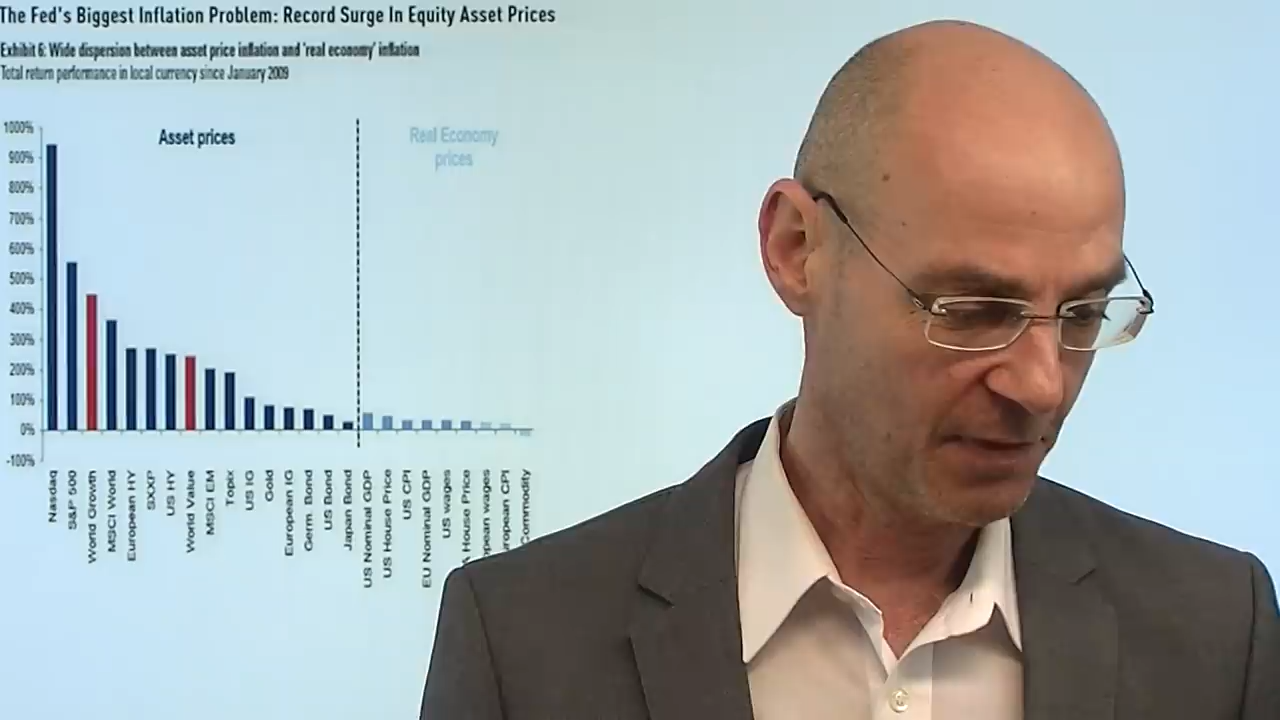 The Fed's Biggest Inflation Problem: Record Surge In Equity Asset Prices
Exhibit 6: Wide dispersion between asset price inflation and 'real economy' inflation
Total return performance in local currency since January 2009
Asset prices
Real Economy
prices
1000%
900%
800%
700%
600%
500%
400%
300%
200%
100%
0%
-100%
Nasdaq
S&P 500
World Growth
MSCI World
European HY
SXXP
US HY
World Value
MSCI EM
Topix
US IG
Gold
European IG
Germ. Bond
US Bond
Japan Bond
US Nominal GDP
US House Price
US CPI
EU Nominal GDP
US wages
House Price
wages
CPI
Commodity